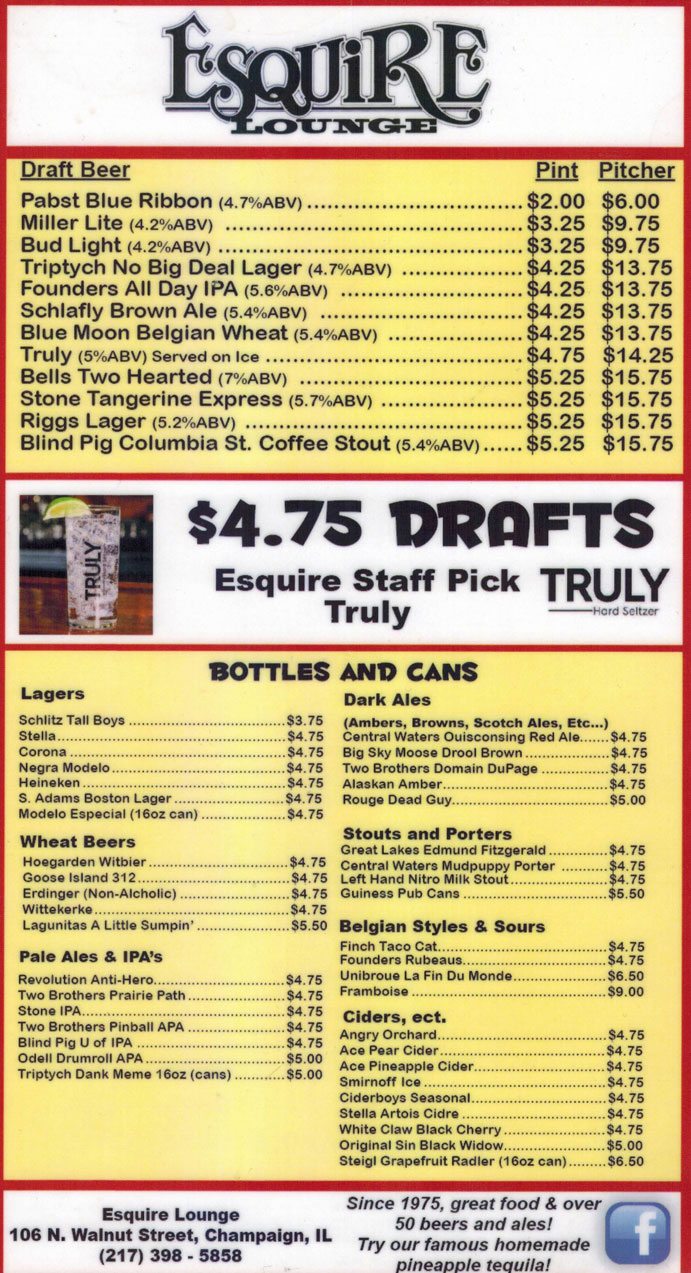 ESQUiRE
LOUNGE
Draft Beer Pint Pitcher
Pabst Blue Ribbon (4.7%ABV) ................................ $2.00 $6.00
Miller Lite (4.2%ABV) ............................................ $3.25 $9.75
Bud Light (4.2%ABV) .............................................. $3.25 $9.75
Triptych No Big Deal Lager (4.7%ABV) .................. $4.25 $13.75
Founders All Day IPA (5.6%ABV) ........................... $4.25 $13.75
Schlafly Brown Ale (5.4%ABV) .............................. $4.25 $13.75
Blue Moon Belgian Wheat (5.4%ABV) .................... $4.25 $13.75
Truly (5%ABV) Served on Ice ...................................... $4.75 $14.25
Bells Two Hearted (7%ABV) ................................. $5.25 $15.75
Stone Tangerine Express (5.7%ABV) ..................... $5.25 $15.75
Riggs Lager (5.2%ABV) ......................................... $5.25 $15.75
Blind Pig Columbia St. Coffee Stout (5.4%ABV) ...... $5.25 $15.75
TRULY
$4.75 DRAFTS
Esquire Staff Pick
Truly
TRULY
Hard Seltzer
BOTTLES AND CANS
Lagers
Schlitz Tall Boys ........................................$3.75
Stella..........................................................$4.75
Corona .......................................................$4.75
Negra Modelo.............................................$4.75
Heineken ....................................................$4.75
S. Adams Boston Lager ............................$4.75
Modelo Especial (16oz can) ......................$4.75
Wheat Beers
Hoegarden Witbier ....................................$4.75
Goose Island 312.......................................$4.75
Erdinger (Non-Alcholic) ............................$4.75
Wittekerke..................................................$4.75
Lagunitas A Little Sumpin' ........................$5.50
Pale Ales & IPA's
Revolution Anti-Hero..................................$4.75
Two Brothers Prairie Path .........................$4.75
Stone IPA....................................................$4.75
Two Brothers Pinball APA .........................$4.75
Blind Pig U of IPA ......................................$4.75
Odell Drumroll APA ....................................$5.00
Triptych Dank Meme 16oz (cans) .............$5.00
Dark Ales
(Ambers, Browns, Scotch Ales, Etc...)
Central Waters Ouisconsing Red Ale.......$4.75
Big Sky Moose Drool Brown .....................$4.75
Two Brothers Domain DuPage .................$4.75
Alaskan Amber...........................................$4.75
Rouge Dead Guy........................................$5.00
Stouts and Porters
Great Lakes Edmund Fitzgerald ...............$4.75
Central Waters Mudpuppy Porter ............$4.75
Left Hand Nitro Milk Stout.........................$4.75
Guiness Pub Cans .....................................$5.50
Belgian Styles & Sours
Finch Taco Cat...........................................$4.75
Founders Rubeaus.....................................$4.75
Unibroue La Fin Du Monde........................$6.50
Framboise ..................................................$9.00
Ciders, ect.
Angry Orchard............................................$4.75
Ace Pear Cider...........................................$4.75
Ace Pineapple Cider..................................$4.75
Smirnoff Ice ...............................................$4.75
Ciderboys Seasonal...................................$4.75
Stella Artois Cidre .....................................$4.75
White Claw Black Cherry ...........................$4.75
Original Sin Black Widow..........................$5.00
Steigl Grapefruit Radler (16oz can).........$6.50
Esquire Lounge
106 N. Walnut Street, Champaign, IL
(217) 398 - 5858
Since 1975, great food & over
50 beers and ales!
Try our famous homemade
pineapple tequila!
f